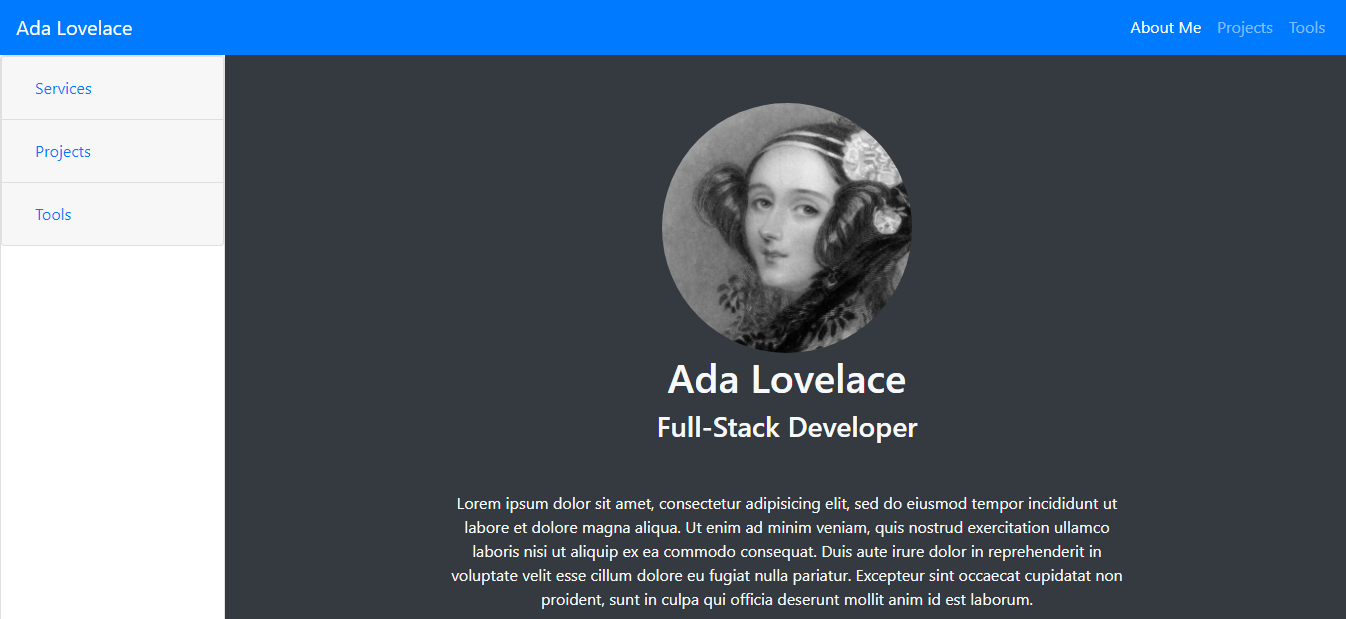 Ada Lovelace
About Me Projects Tools
Services
Projects
Tools
Ada Lovelace
Full-Stack Developer
Lorem ipsum dolor sit amet, consectetur adipisicing elit, sed do eiusmod tempor incididunt ut
labore et dolore magna aliqua. Ut enim ad minim veniam, quis nostrud exercitation ullamco
laboris nisi ut aliquip ex ea commodo consequat. Duis aute irure dolor in reprehenderit in
voluptate velit esse cillum dolore eu fugiat nulla pariatur. Excepteur sint occaecat cupidatat non
proident, sunt in culpa qui officia deserunt mollit anim id est laborum.